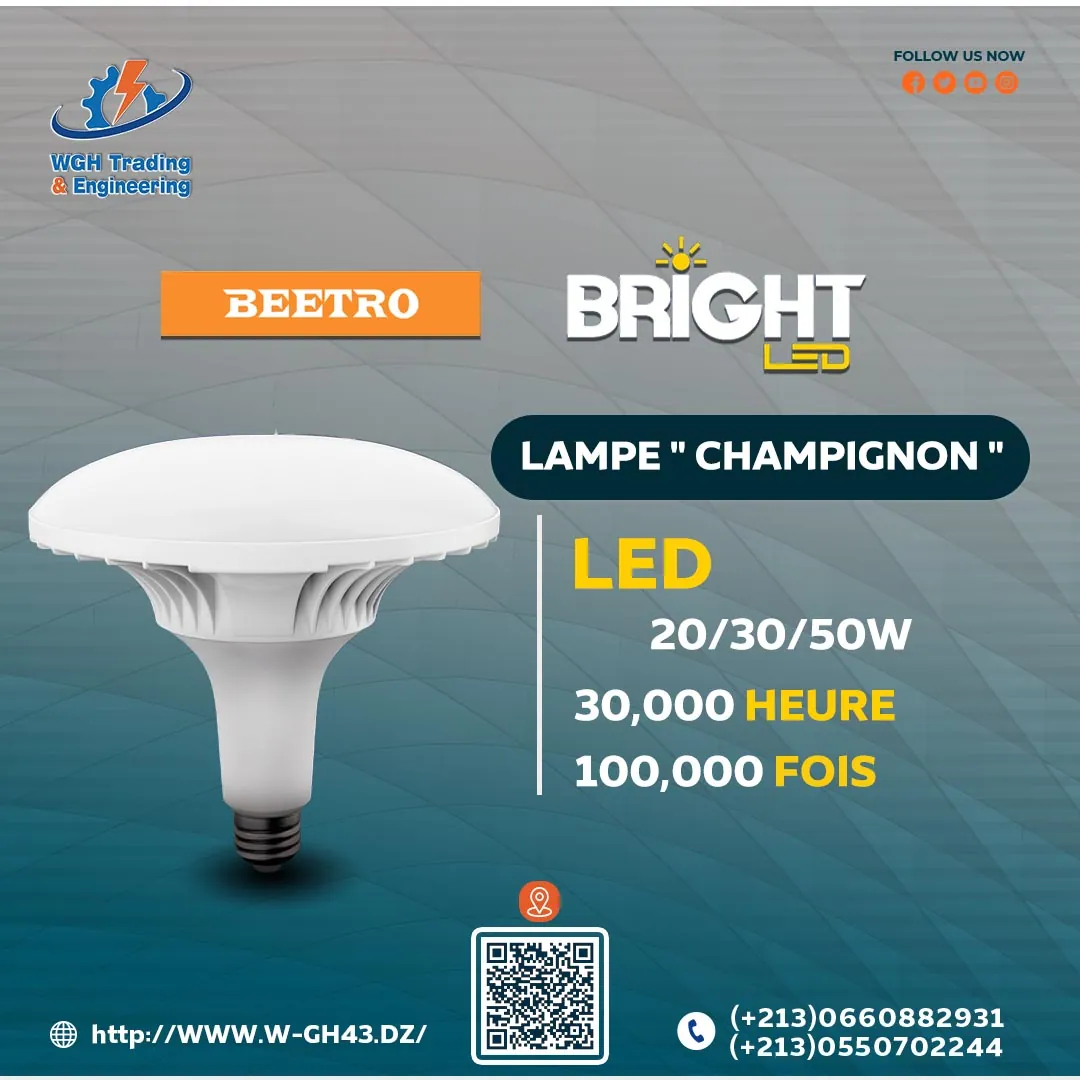 FOLLOW US NOW
WGH Trading
& Engineering
BEETRO
BRIGHT
LED
LAMPE " CHAMPIGNON "
LED
20/30/50W
30,000 HEURE
100,000 FOIS
http://WWW.W-GH43.DZ/
(+213)0660882931
(+213)0550702244